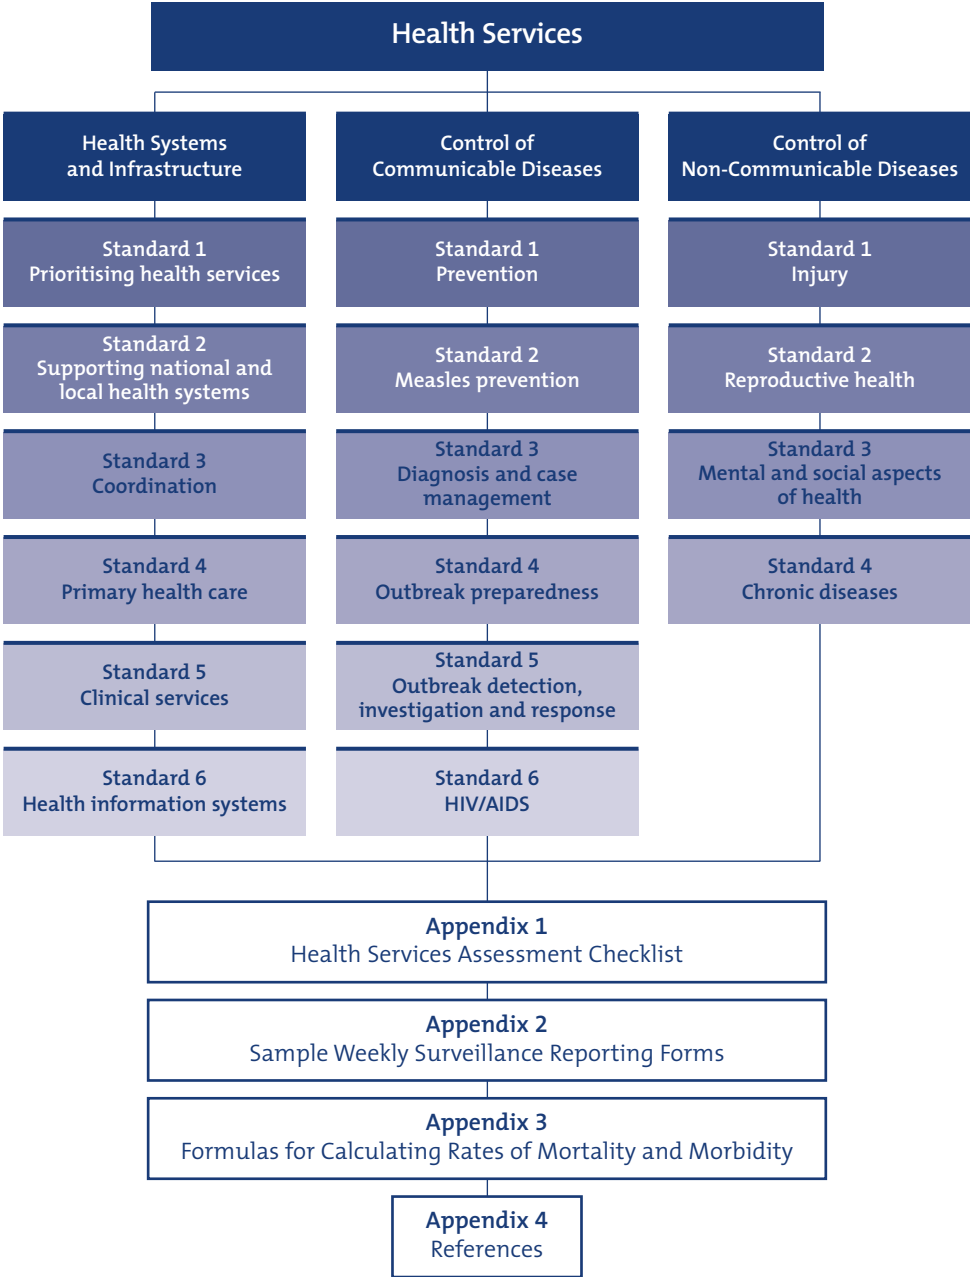 Health Services
Health Systems
and Infrastructure
Standard 1
Prioritising health services
Standard 2
Supporting national and
local health systems
Standard 3
Coordination
Standard 4
Primary health care
Standard 5
Clinical services
Standard 6
Health information systems
Control of
Communicable Diseases
Standard 1
Prevention
Standard 2
Measles prevention
Standard 3
Diagnosis and case
management
Standard 4
Outbreak preparedness
Standard 5
Outbreak detection,
investigation and response
Standard 6
HIV/AIDS
Control of
Non-Communicable Diseases
Standard 1
Injury
Standard 2
Reproductive health
Standard 3
Mental and social aspects
of health
Standard 4
Chronic diseases
Appendix 1
Health Services Assessment Checklist
Appendix 2
Sample Weekly Surveillance Reporting Forms
Appendix 3
Formulas for Calculating Rates of Mortality and Morbidity
Appendix 4
References